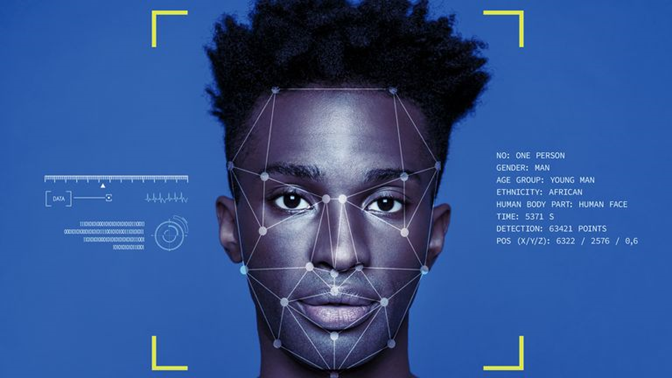 DATA
NO: ONE PERSON
GENDER: MAN
AGE GROUP: YOUNG MAN
ETHNICITY: AFRICAN
HUMAN BODY PART: HUMAN FACE
TIME: 5371 S
DETECTION: 63421 POINTS
POS (X/Y/Z): 6322 / 2576 / 0,6